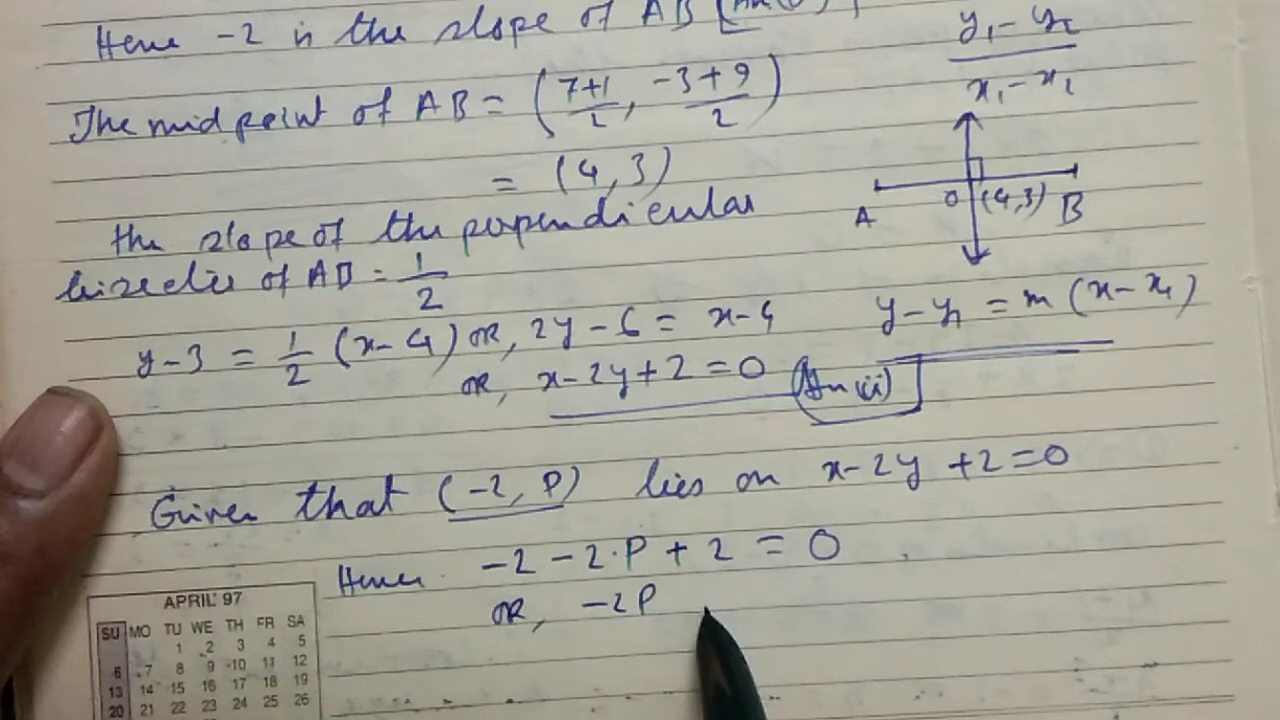 Hence -2 is the slope of AB
y₁ - y₂
x₁ - x₂
The midpoint of AB = (7+1/2, -3+9/2)
= (4,3)
A O (4,3) B
the slope of the perpendicular
bisector of AB = 1/2
y - y₁ = m (x - x₁)
y - 3 = 1/2 (x - 4) OR, 2y - 6 = x - 4
OR, x - 2y + 2 = 0 (Ans (ii))
Given that (-2, P) lies on x - 2y + 2 = 0
Hence -2 - 2·P + 2 = 0
OR, -2P
APRIL' 97
SU MO TU WE TH FR SA
1 2 3 4 5
6 7 8 9 10 11 12
13 14 15 16 17 18 19
20 21 22 23 24 25 26